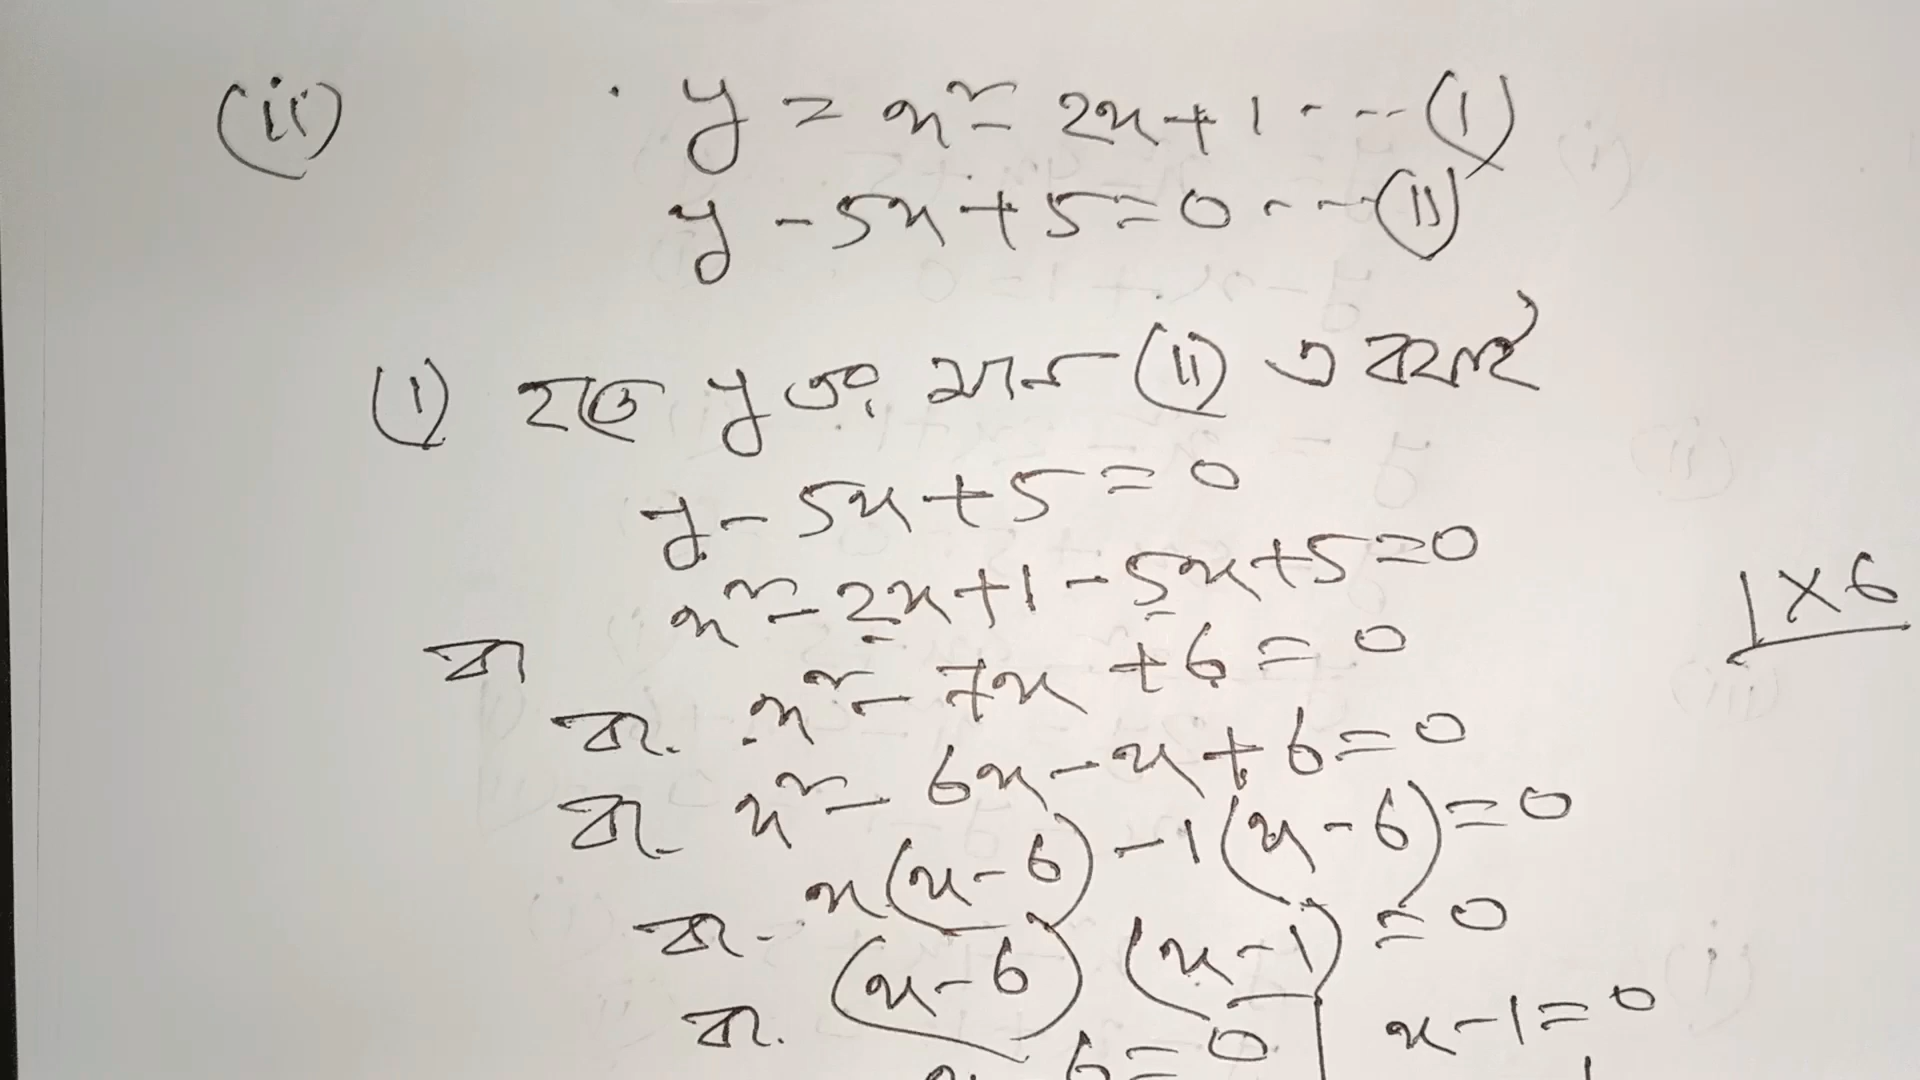 (ii) y = x² - 2x + 1 --- (I)
y - 5x + 5 = 0 --- (II)
(I) হতে y এর মান (II) এ বসাই
y - 5x + 5 = 0
x² - 2x + 1 - 5x + 5 = 0
1 × 6
বা x² - 7x + 6 = 0
বা. x² - 6x - x + 6 = 0
বা. x(x - 6) - 1(x - 6) = 0
বা. (x - 6) (x - 1) = 0
বা. x - 6 = 0 | x - 1 = 0